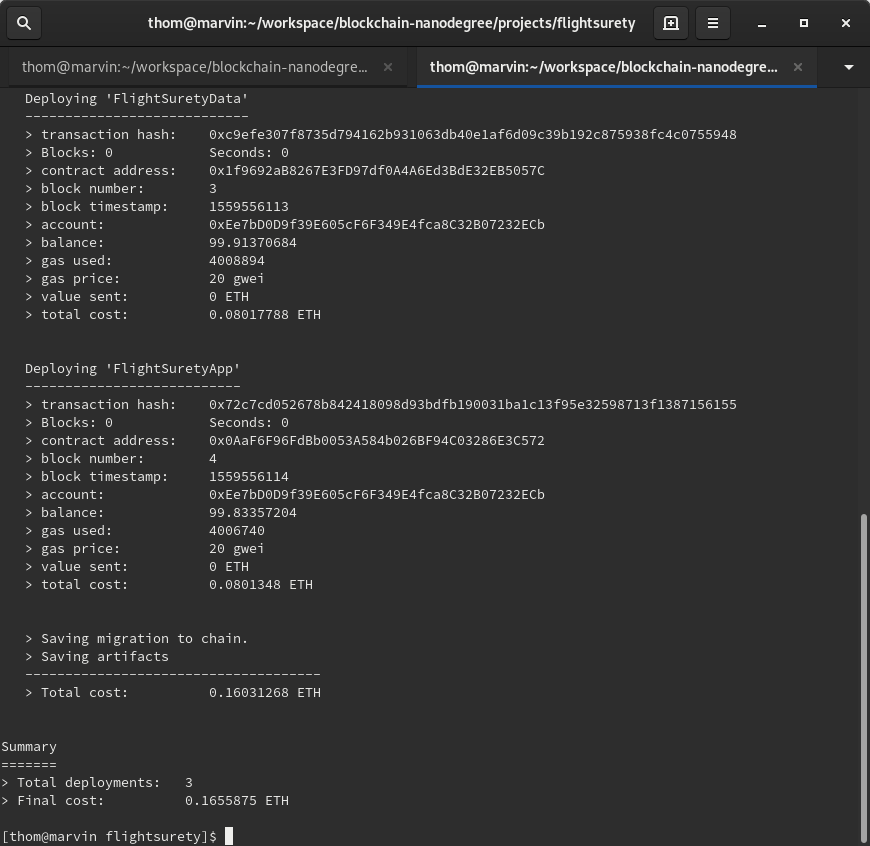 thom@marvin:~/workspace/blockchain-nanodegree/projects/flightsurety
thom@marvin:~/workspace/blockchain-nanodegre...
thom@marvin:~/workspace/blockchain-nanodegre...
Deploying 'FlightSuretyData'
----------------------------
> transaction hash:    0xc9efe307f8735d794162b931063db40e1af6d09c39b192c875938fc4c0755948
> Blocks: 0            Seconds: 0
> contract address:    0x1f9692aB8267E3FD97df0A4A6Ed3BdE32EB5057C
> block number:        3
> block timestamp:     1559556113
> account:             0xEe7bD0D9f39E605cF6F349E4fca8C32B07232ECb
> balance:             99.91370684
> gas used:            4008894
> gas price:           20 gwei
> value sent:          0 ETH
> total cost:          0.08017788 ETH
Deploying 'FlightSuretyApp'
---------------------------
> transaction hash:    0x72c7cd052678b842418098d93bdfb190031ba1c13f95e32598713f1387156155
> Blocks: 0            Seconds: 0
> contract address:    0x0AaF6F96FdBb0053A584b026BF94C03286E3C572
> block number:        4
> block timestamp:     1559556114
> account:             0xEe7bD0D9f39E605cF6F349E4fca8C32B07232ECb
> balance:             99.83357204
> gas used:            4006740
> gas price:           20 gwei
> value sent:          0 ETH
> total cost:          0.0801348 ETH
> Saving migration to chain.
> Saving artifacts
-------------------------------------
> Total cost:          0.16031268 ETH
Summary
=======
> Total deployments:   3
> Final cost:          0.1655875 ETH
[thom@marvin flightsurety]$